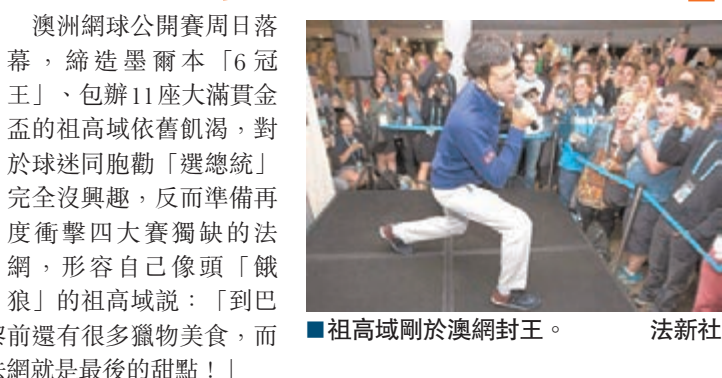 澳洲網球公開賽周日落
幕，締造墨爾本「6冠
王」、包辦11座大滿貫金
盃的祖高域依舊飢渴，對
於球迷同胞勸「選總統」
完全沒興趣，反而準備再
度衝擊四大賽獨缺的法
網，形容自己像頭「餓
狼」的祖高域說：「到巴
黎前還有很多獵物美食，而
法網就是最後的甜點！」
■祖高域剛於澳網封王。 法新社